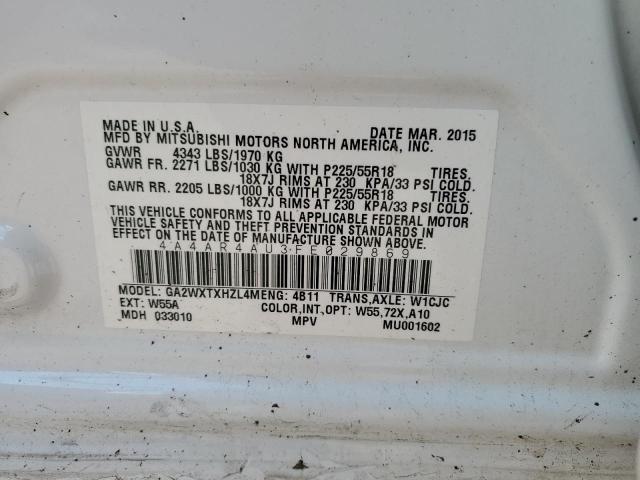 MADE IN U.S.A. DATE MAR. 2015
MFD BY MITSUBISHI MOTORS NORTH AMERICA, INC.
GVWR 4343 LBS/1970 KG
GAWR FR. 2271 LBS/1030 KG WITH P225/55R18 TIRES,
18X7J RIMS AT 230 KPA/33 PSI COLD.
GAWR RR. 2205 LBS/1000 KG WITH P225/55R18 TIRES,
18X7J RIMS AT 230 KPA/33 PSI COLD.
THIS VEHICLE CONFORMS TO ALL APPLICABLE FEDERAL MOTOR
VEHICLE SAFETY AND THEFT PREVENTION STANDARDS IN
EFFECT ON THE DATE OF MANUFACTURE SHOWN ABOVE.
4A4AR4AU3FE029869
MODEL: GA2WXTXHZL4MENG: 4B11 TRANS,AXLE: W1CJC
EXT: W55A COLOR,INT,OPT: W55,72X,A10
MDH 033010 MPV MU001602